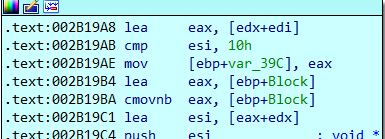 .text:002B19A8 lea eax, [edx+edi]
.text:002B19AB cmp esi, 10h
.text:002B19AE mov [ebp+var_39C], eax
.text:002B19B4 lea eax, [ebp+Block]
.text:002B19BA cmovnb eax, [ebp+Block]
.text:002B19C1 lea esi, [eax+edx]
.text:002B19C4 push esi ; void *